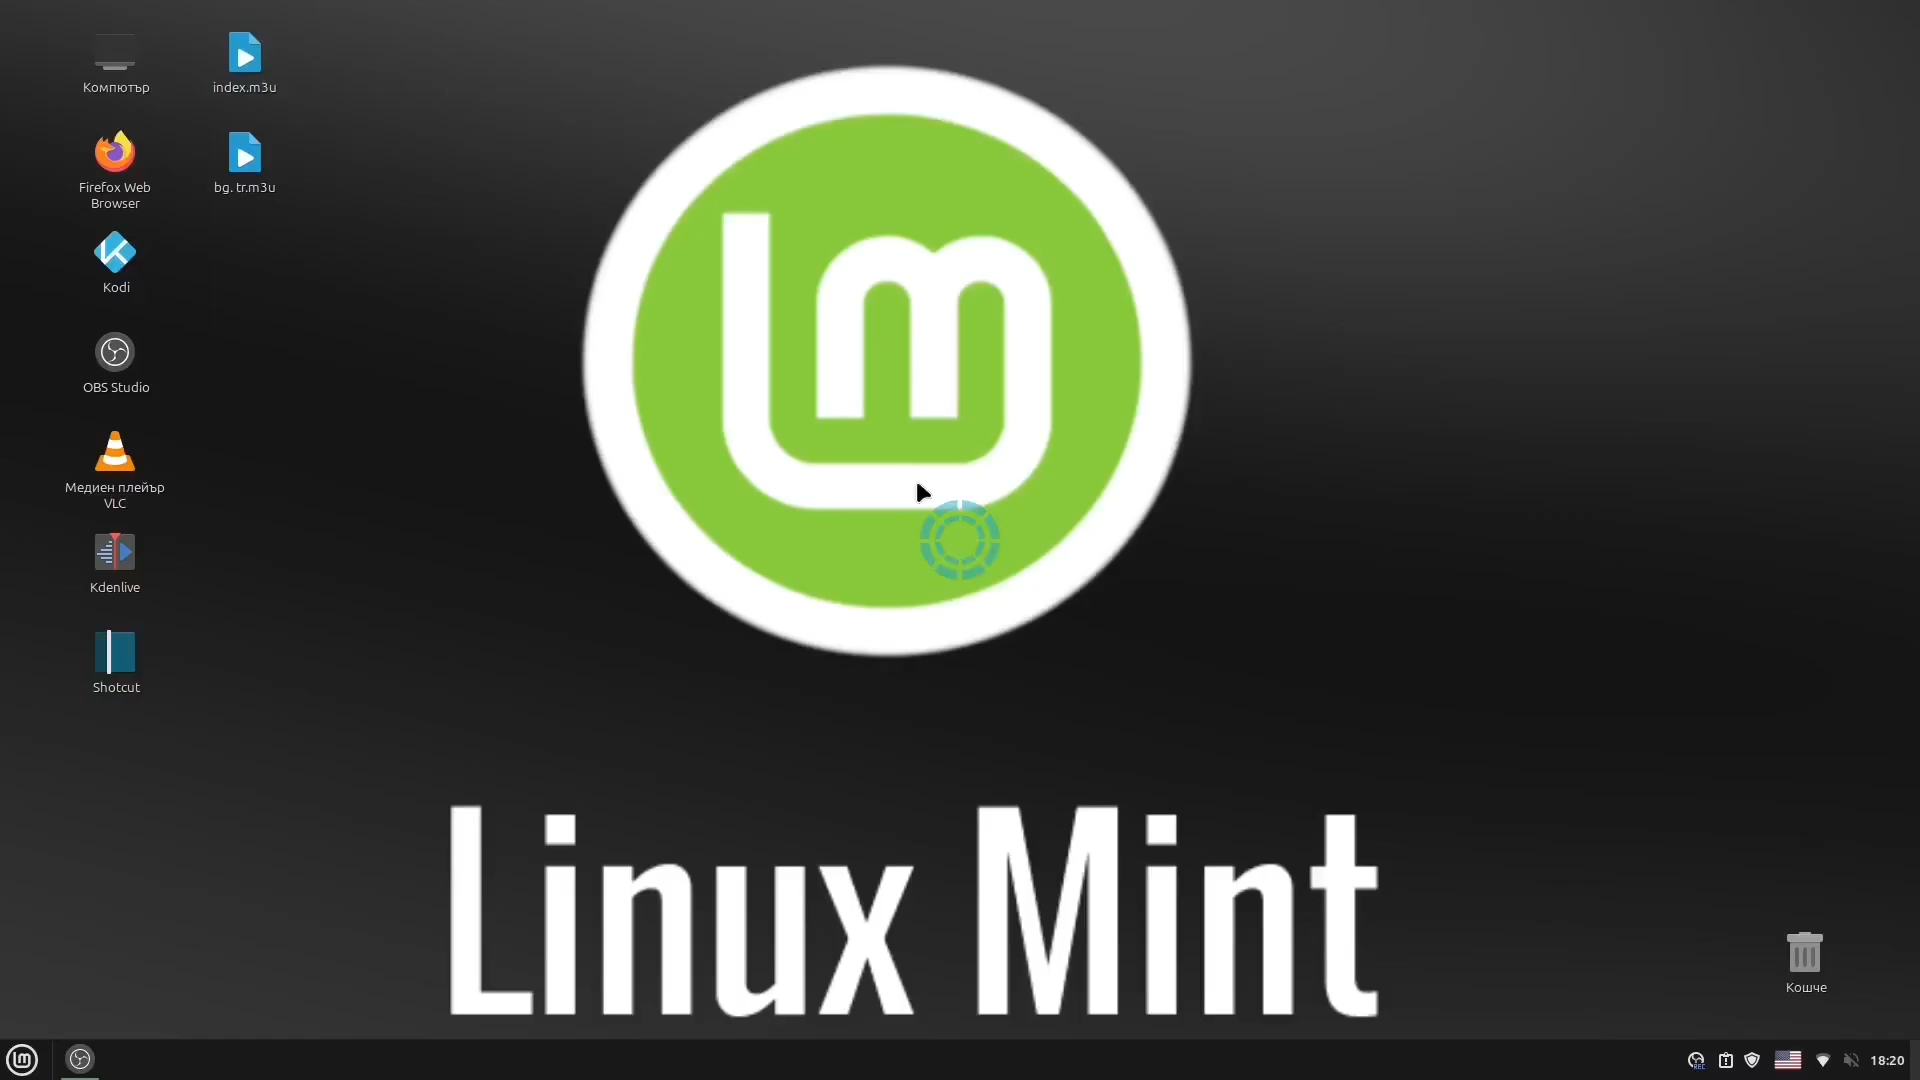 Компютър
index.m3u
Firefox Web
Browser
bg. tr.m3u
Kodi
OBS Studio
Медиен плейър
VLC
Kdenlive
Shotcut
Linux Mint
Кошче
REC
18:20